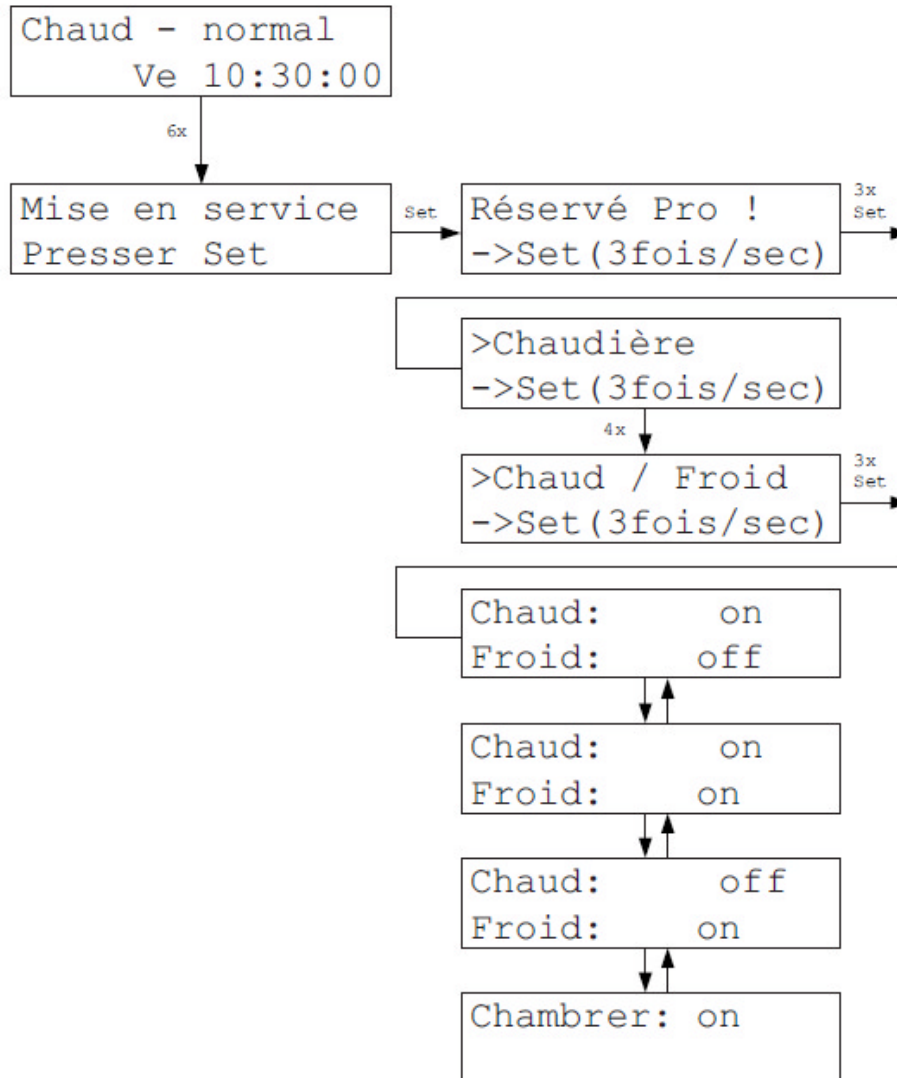 Chaud - normal
Ve 10:30:00
6x
Mise en service
Presser Set
Set
Réservé Pro !
->Set(3fois/sec)
3x
Set
>Chaudière
->Set(3fois/sec)
4x
>Chaud / Froid
->Set(3fois/sec)
3x
Set
Chaud: on
Froid: off
Chaud: on
Froid: on
Chaud: off
Froid: on
Chambrer: on